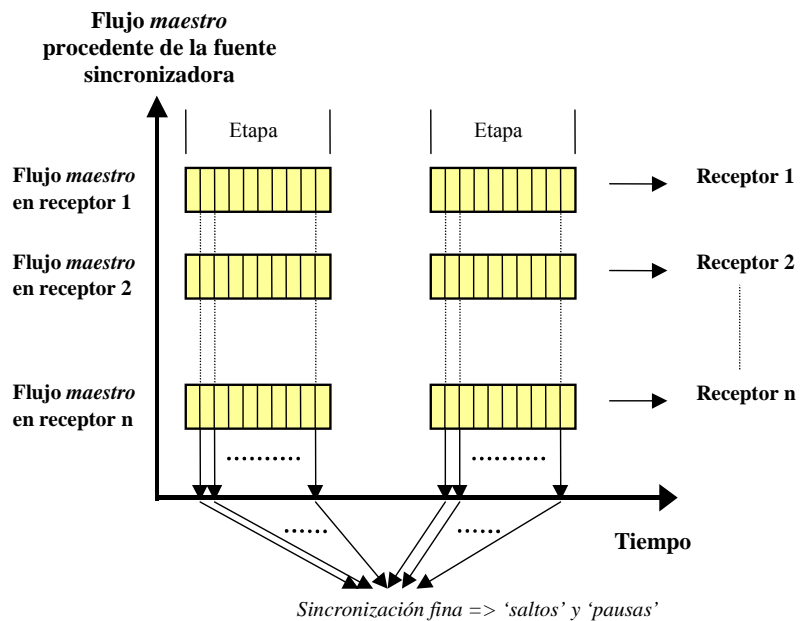 Flujo maestro
procedente de la fuente
sincronizadora
Etapa
Etapa
Flujo maestro
en receptor 1
Receptor 1
Flujo maestro
en receptor 2
Receptor 2
Flujo maestro
en receptor n
Receptor n
..........
..........
......
......
Tiempo
Sincronización fina => ‘saltos’ y ‘pausas’